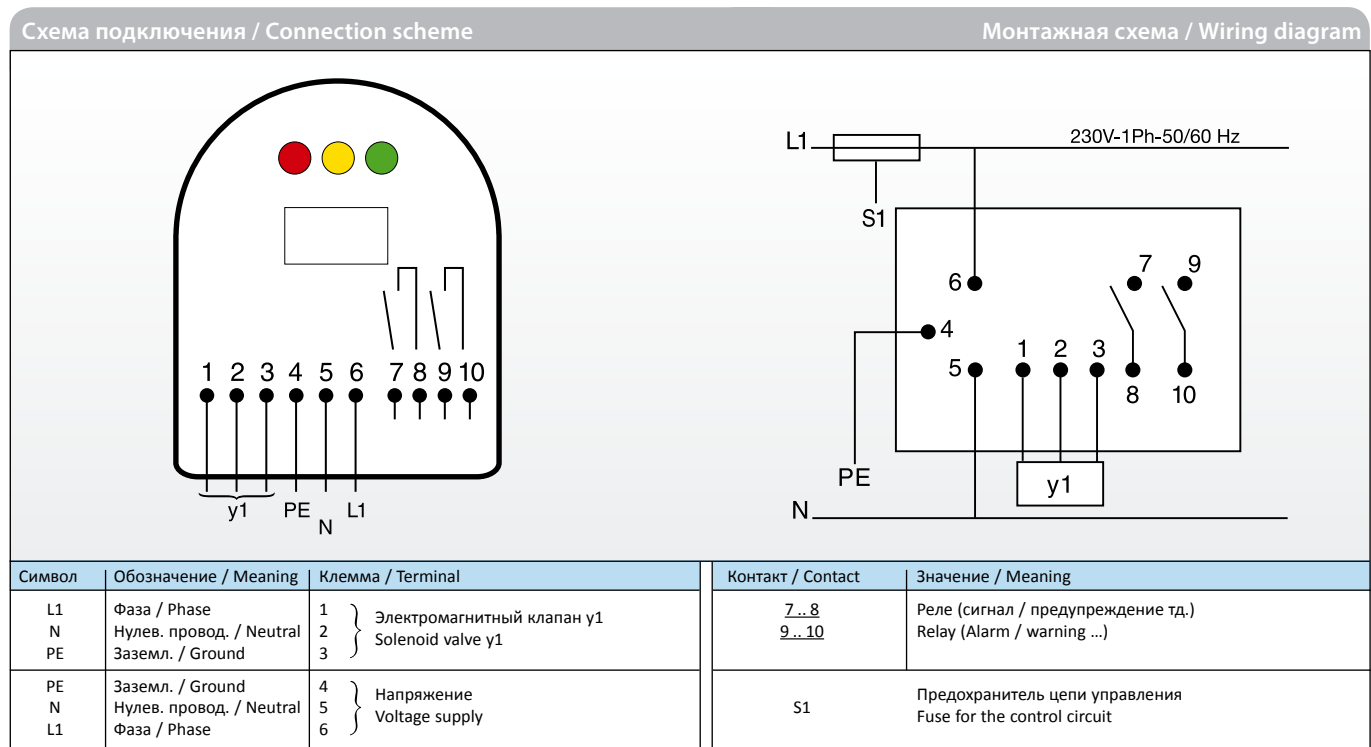 Схема подключения / Connection scheme
Монтажная схема / Wiring diagram
1 2 3 4 5 6 7 8 9 10
y1 PE N L1
L1 230V-1Ph-50/60 Hz
S1
6 7 9
4
5 1 2 3
8 10
PE
y1
N
Символ Обозначение / Meaning Клемма / Terminal
L1 Фаза / Phase 1
N Нулев. провод. / Neutral 2
PE Заземл. / Ground 3
Электромагнитный клапан y1
Solenoid valve y1
PE Заземл. / Ground 4
N Нулев. провод. / Neutral 5
L1 Фаза / Phase 6
Напряжение
Voltage supply
Контакт / Contact Значение / Meaning
7 .. 8 Реле (сигнал / предупреждение тд.)
9 .. 10 Relay (Alarm / warning ...)
S1
Предохранитель цепи управления
Fuse for the control circuit